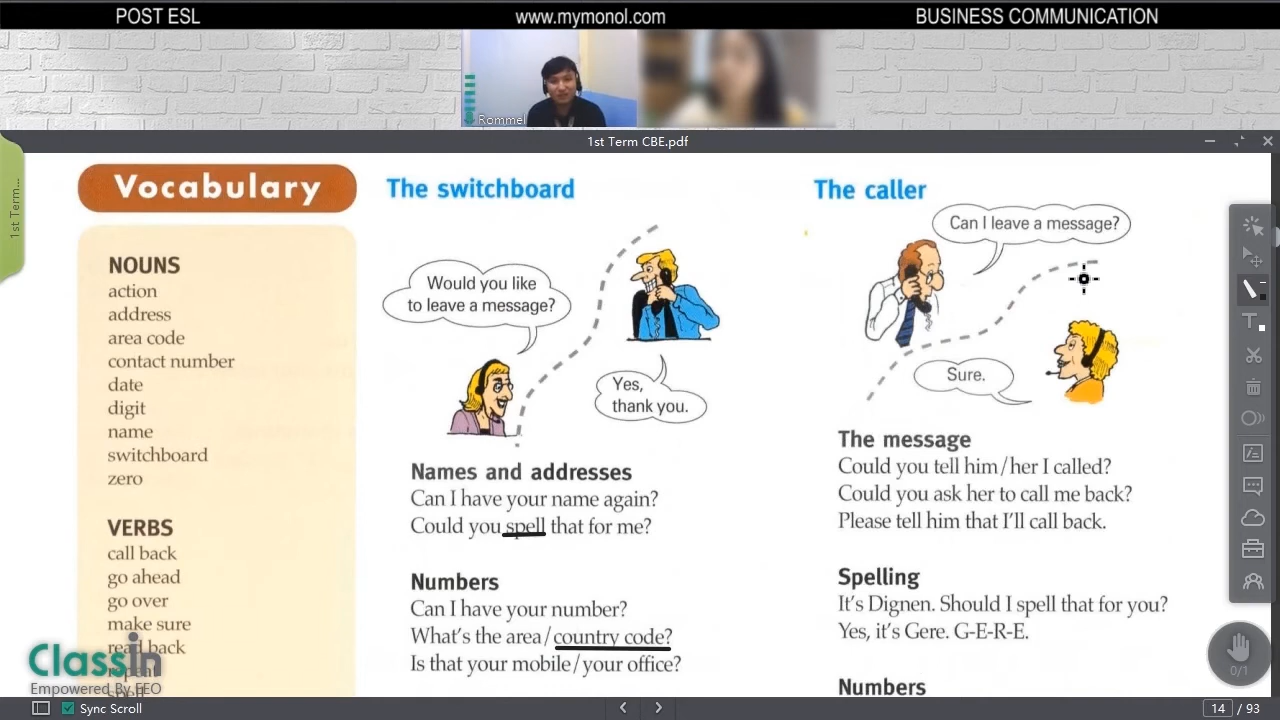 POST ESL
www.mymonol.com
BUSINESS COMMUNICATION
Rommel
1st Term CBE.pdf
1st Term...
Vocabulary
NOUNS
action
address
area code
contact number
date
digit
name
switchboard
zero
VERBS
call back
go ahead
go over
make sure
read back
repeat
spell
The switchboard
Would you like
to leave a message?
Yes,
thank you.
Names and addresses
Can I have your name again?
Could you spell that for me?
Numbers
Can I have your number?
What's the area/country code?
Is that your mobile/your office?
The caller
Can I leave a message?
Sure.
The message
Could you tell him/her I called?
Could you ask her to call me back?
Please tell him that I'll call back.
Spelling
It's Dignen. Should I spell that for you?
Yes, it's Gere. G-E-R-E.
Numbers
0/1
ClassIn
Empowered By EEO
Sync Scroll
14 / 93